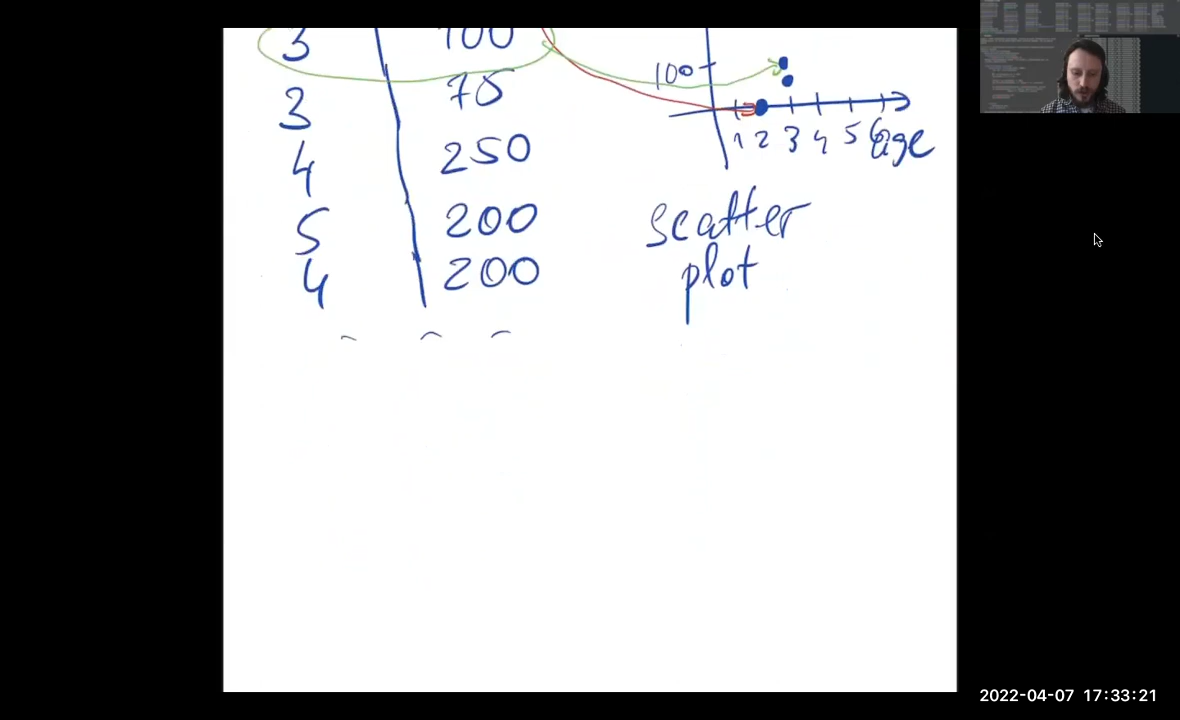 3 100
3 75
4 250
5 200
4 200
100
1 2 3 4 5 6 age
scatter
plot
2022-04-07 17:33:21